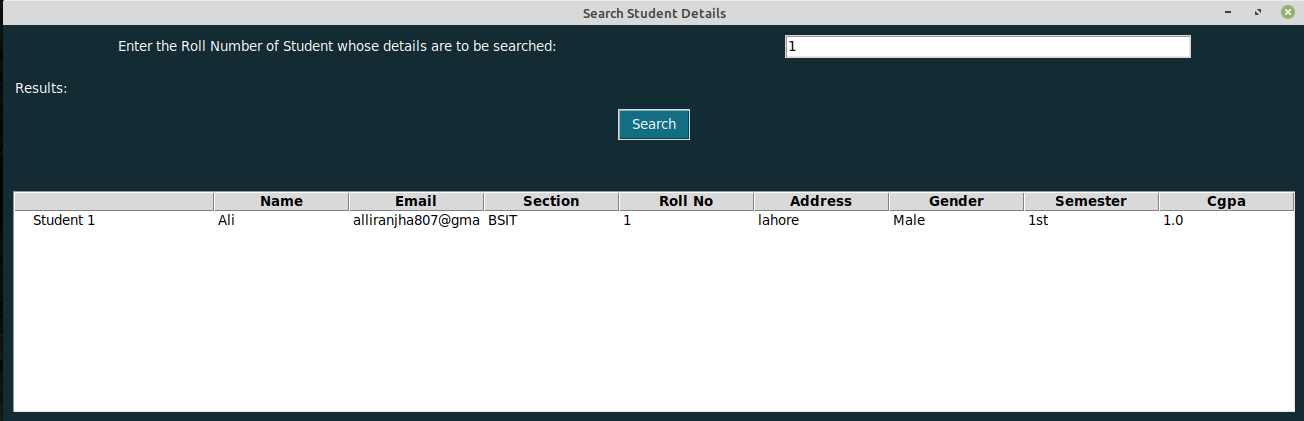 Search Student Details
Enter the Roll Number of Student whose details are to be searched: 1
Results:
Search
Name Email Section Roll No Address Gender Semester Cgpa
Student 1 Ali alliranjha807@gma BSIT 1 lahore Male 1st 1.0